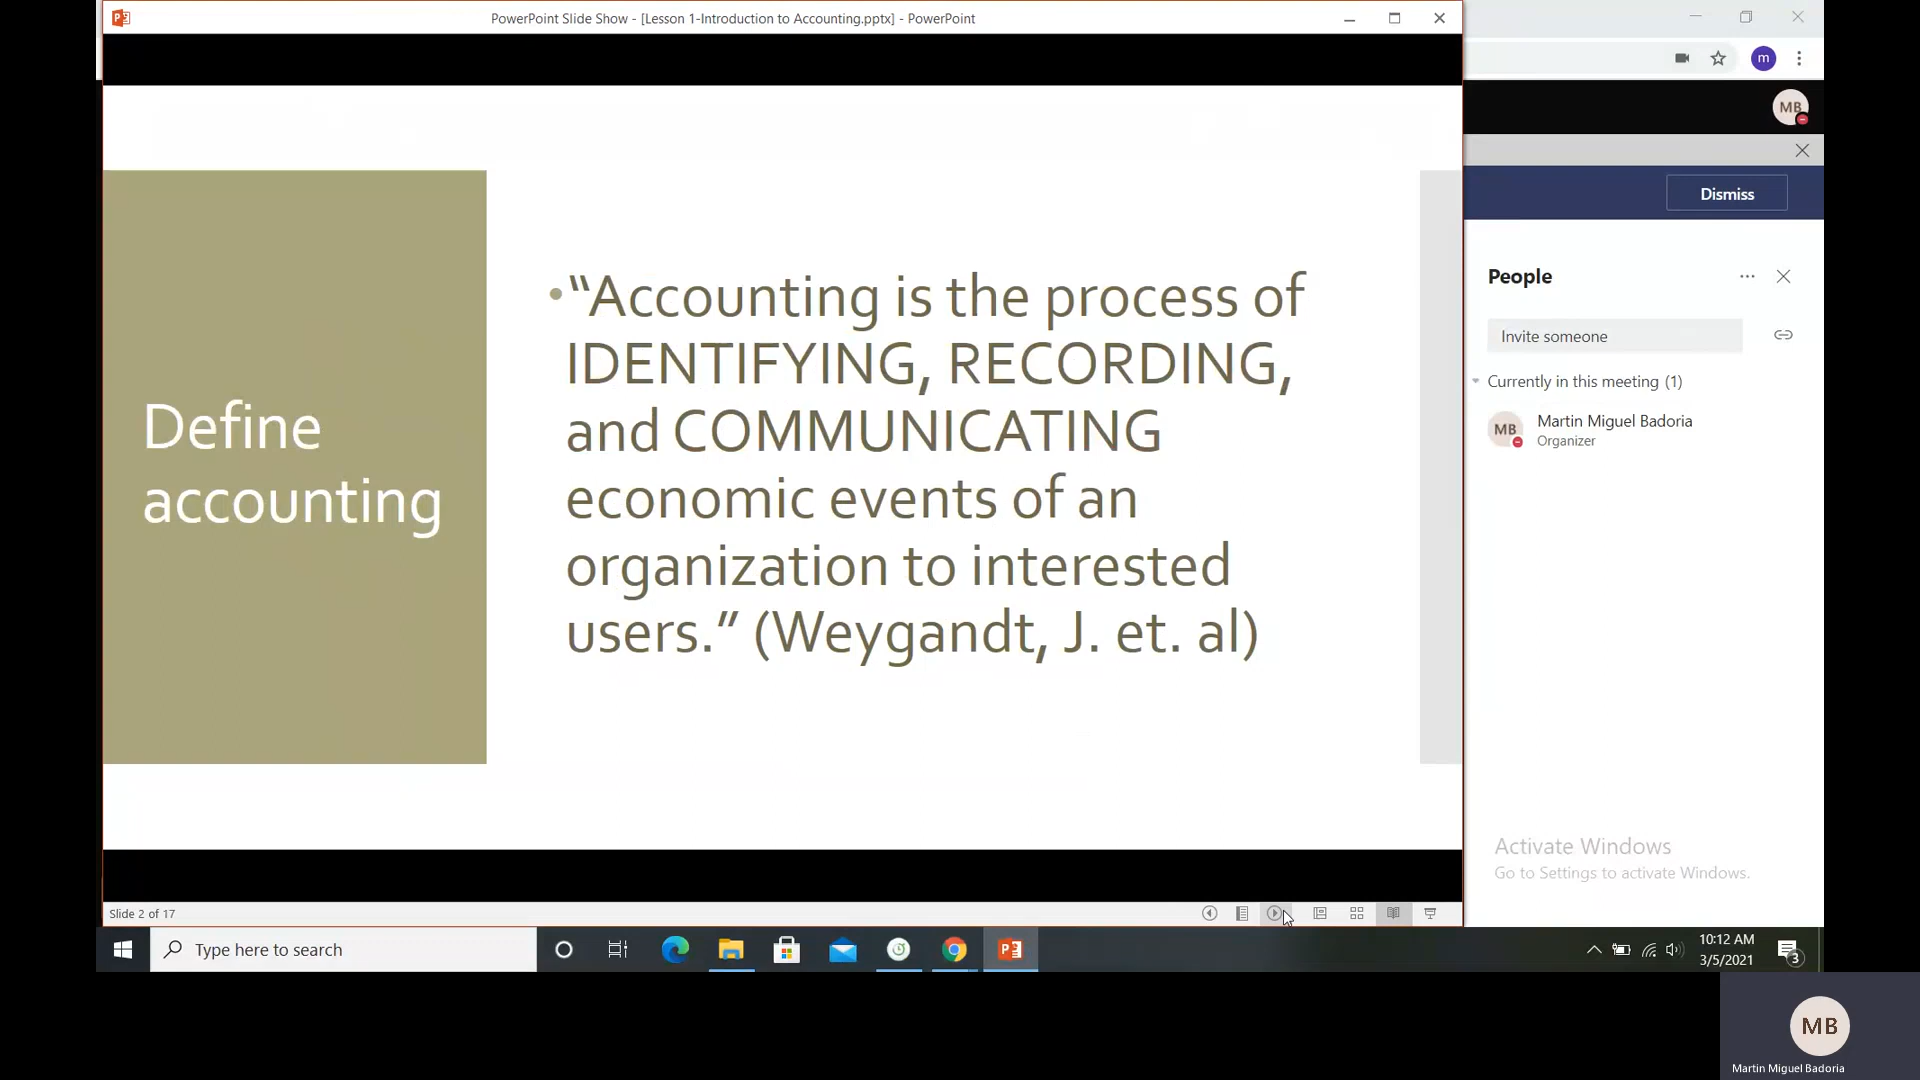 PowerPoint Slide Show - [Lesson 1-Introduction to Accounting.pptx] - PowerPoint
m
MB
Dismiss
Define
accounting
•“Accounting is the process of
IDENTIFYING, RECORDING,
and COMMUNICATING
economic events of an
organization to interested
users.” (Weygandt, J. et. al)
People
Invite someone
Currently in this meeting (1)
MB
Martin Miguel Badoria
Organizer
Activate Windows
Go to Settings to activate Windows.
Slide 2 of 17
Type here to search
10:12 AM
3/5/2021
3
MB
Martin Miguel Badoria